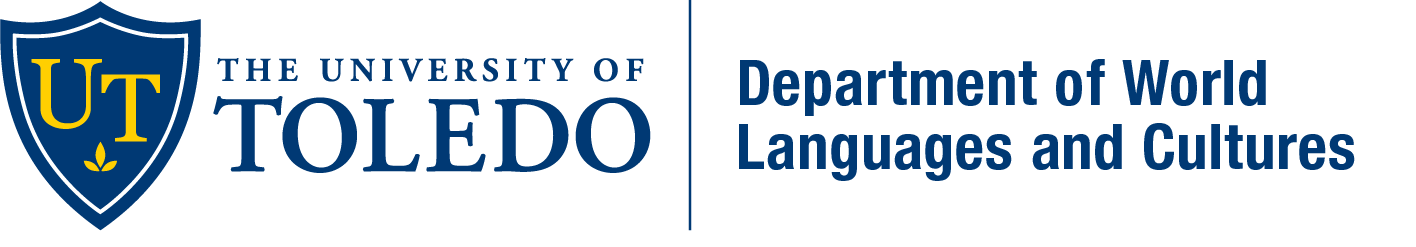 UT
THE UNIVERSITY OF
TOLEDO
Department of World
Languages and Cultures